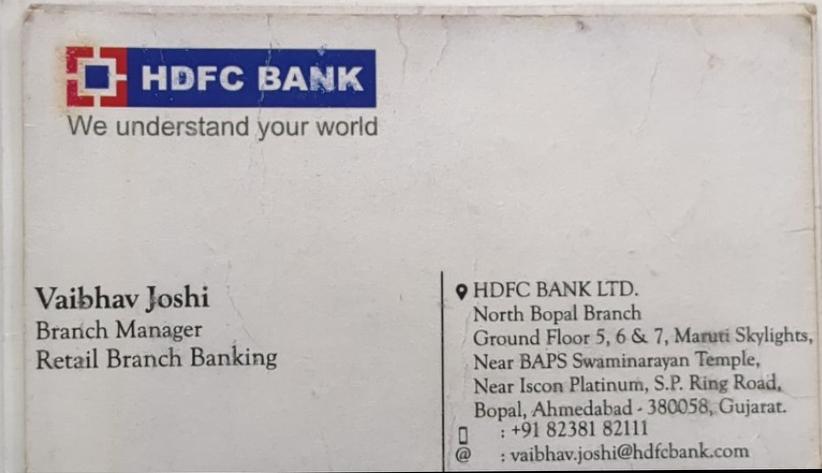 HDFC BANK
We understand your world
Vaibhav Joshi
Branch Manager
Retail Branch Banking
HDFC BANK LTD.
North Bopal Branch
Ground Floor 5, 6 & 7, Maruti Skylights,
Near BAPS Swaminarayan Temple,
Near Iscon Platinum, S.P. Ring Road,
Bopal, Ahmedabad - 380058, Gujarat.
: +91 82381 82111
@ : vaibhav.joshi@hdfcbank.com